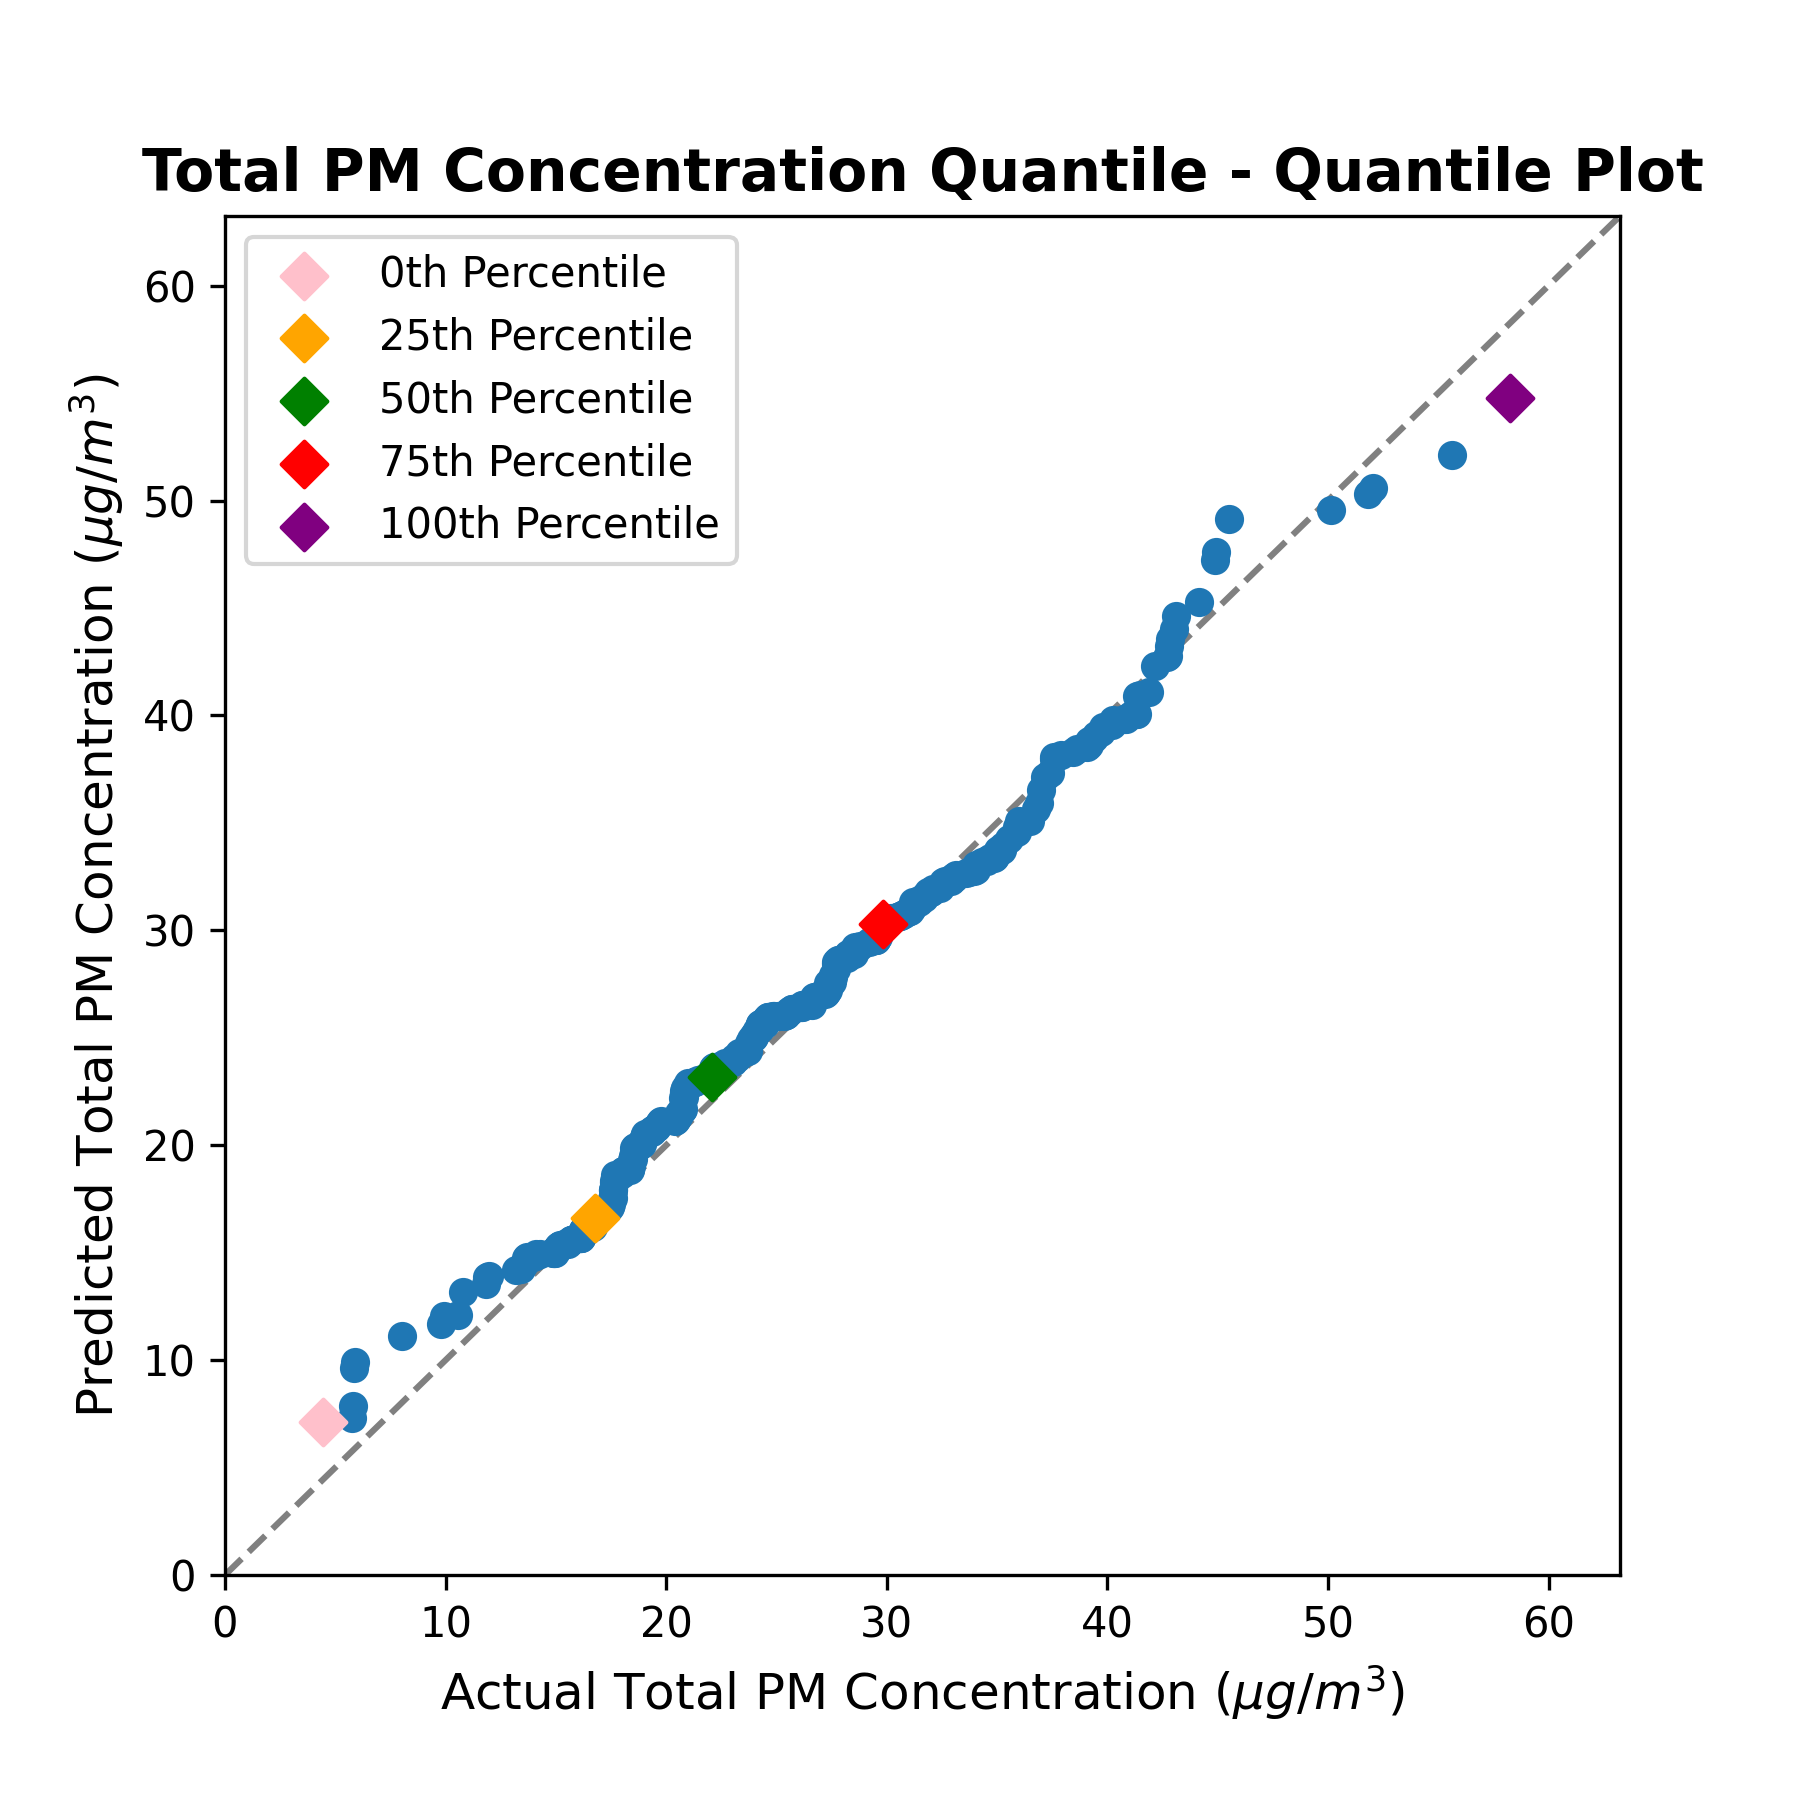 Total PM Concentration Quantile - Quantile Plot
0th Percentile
25th Percentile
50th Percentile
75th Percentile
100th Percentile
Predicted Total PM Concentration (μg/m³)
60
50
40
30
20
10
0
0 10 20 30 40 50 60
Actual Total PM Concentration (μg/m³)